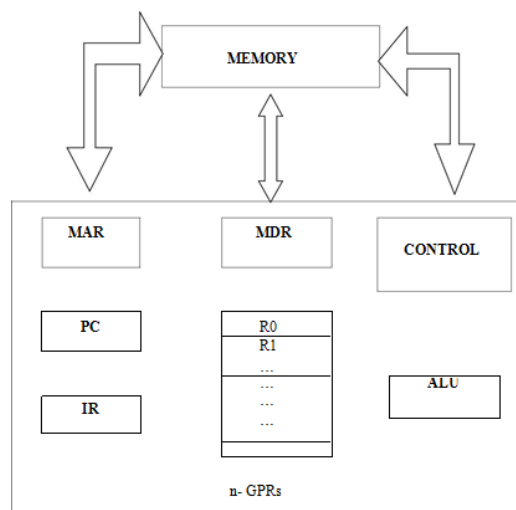 MEMORY
MAR
MDR
CONTROL
PC
R0
R1
...
...
...
...
IR
ALU
n- GPRs